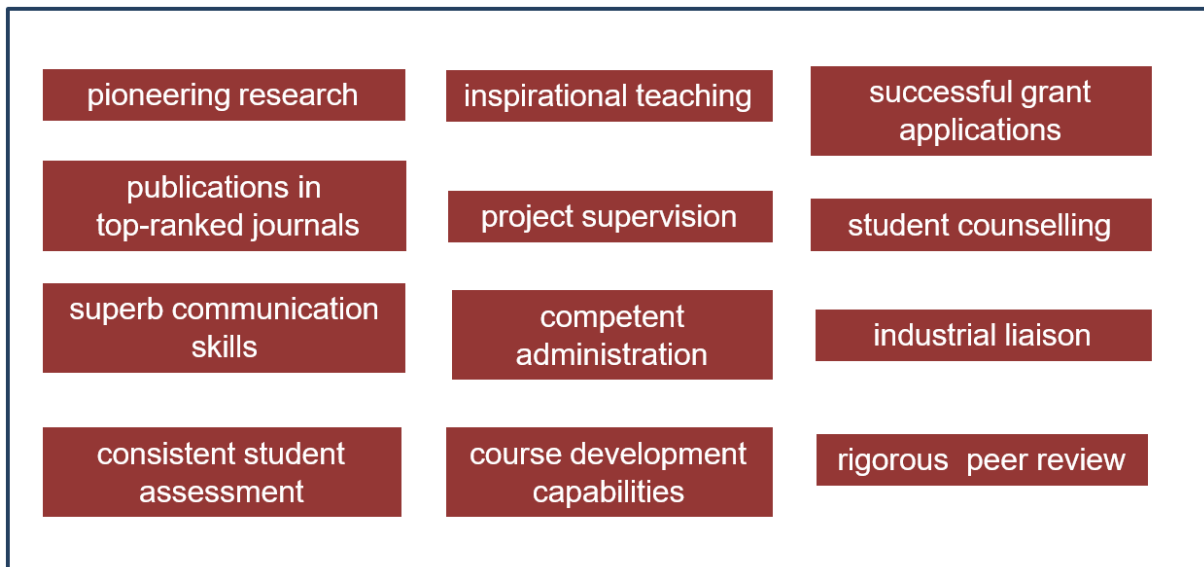 pioneering research
inspirational teaching
successful grant
applications
publications in
top-ranked journals
project supervision
student counselling
superb communication
skills
competent
administration
industrial liaison
consistent student
assessment
course development
capabilities
rigorous  peer review